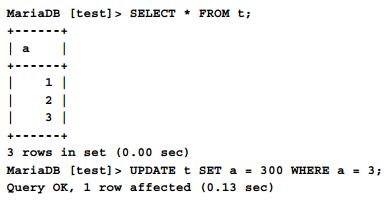 MariaDB [test]> SELECT * FROM t;
+------+
| a    |
+------+
|    1 |
|    2 |
|    3 |
+------+
3 rows in set (0.00 sec)
MariaDB [test]> UPDATE t SET a = 300 WHERE a = 3;
Query OK, 1 row affected (0.13 sec)